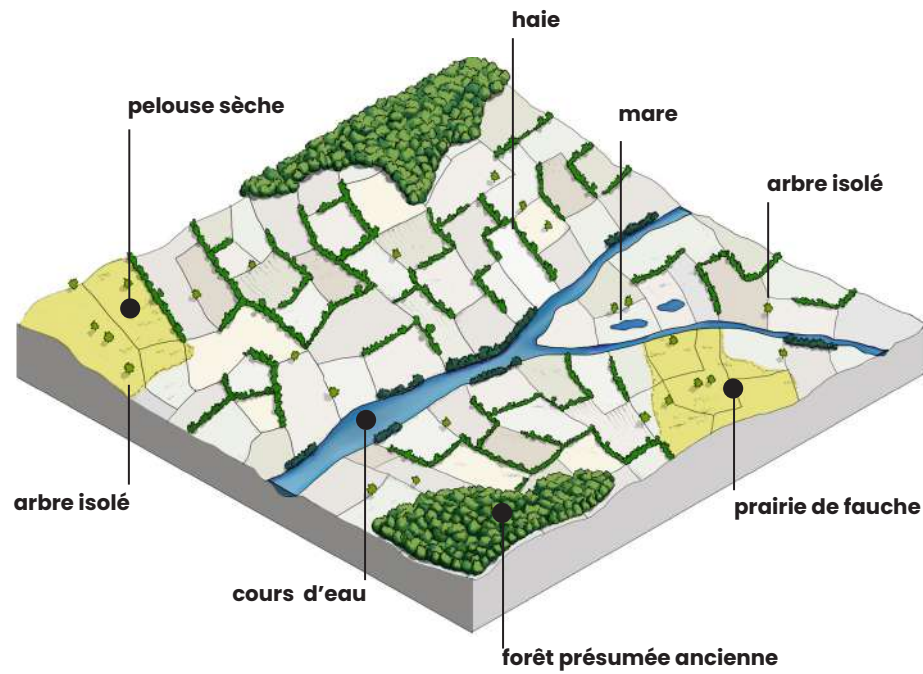 haie
pelouse sèche
mare
arbre isolé
arbre isolé
prairie de fauche
cours d'eau
forêt présumée ancienne